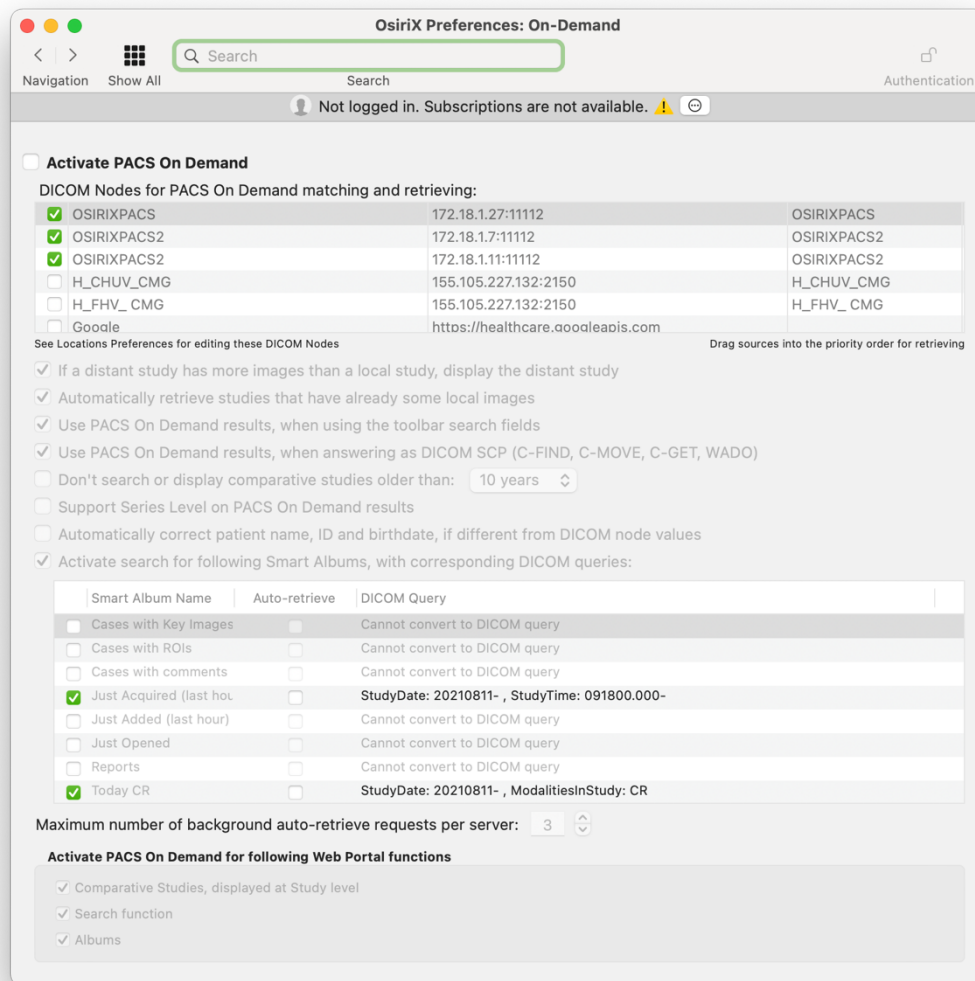 OsiriX Preferences: On-Demand
Search
Navigation Show All Search Authentication
Not logged in. Subscriptions are not available.
Activate PACS On Demand
DICOM Nodes for PACS On Demand matching and retrieving:
OSIRIXPACS 172.18.1.27:11112 OSIRIXPACS
OSIRIXPACS2 172.18.1.7:11112 OSIRIXPACS2
OSIRIXPACS2 172.18.1.11:11112 OSIRIXPACS2
H_CHUV_CMG 155.105.227.132:2150 H_CHUV_CMG
H_FHV_ CMG 155.105.227.132:2150 H_FHV_ CMG
Google https://healthcare.googleapis.com
See Locations Preferences for editing these DICOM Nodes Drag sources into the priority order for retrieving
If a distant study has more images than a local study, display the distant study
Automatically retrieve studies that have already some local images
Use PACS On Demand results, when using the toolbar search fields
Use PACS On Demand results, when answering as DICOM SCP (C-FIND, C-MOVE, C-GET, WADO)
Don't search or display comparative studies older than: 10 years
Support Series Level on PACS On Demand results
Automatically correct patient name, ID and birthdate, if different from DICOM node values
Activate search for following Smart Albums, with corresponding DICOM queries:
Smart Album Name Auto-retrieve DICOM Query
Cases with Key Images Cannot convert to DICOM query
Cases with ROIs Cannot convert to DICOM query
Cases with comments Cannot convert to DICOM query
Just Acquired (last hou StudyDate: 20210811- , StudyTime: 091800.000-
Just Added (last hour) Cannot convert to DICOM query
Just Opened Cannot convert to DICOM query
Reports Cannot convert to DICOM query
Today CR StudyDate: 20210811- , ModalitiesInStudy: CR
Maximum number of background auto-retrieve requests per server: 3
Activate PACS On Demand for following Web Portal functions
Comparative Studies, displayed at Study level
Search function
Albums